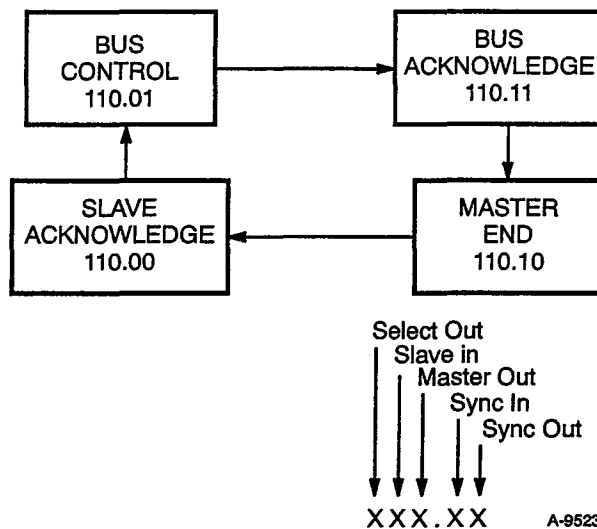 BUS
CONTROL
110.01
BUS
ACKNOWLEDGE
110.11
SLAVE
ACKNOWLEDGE
110.00
MASTER
END
110.10
Select Out
Slave in
Master Out
Sync In
Sync Out
XXX.XX
A-9523